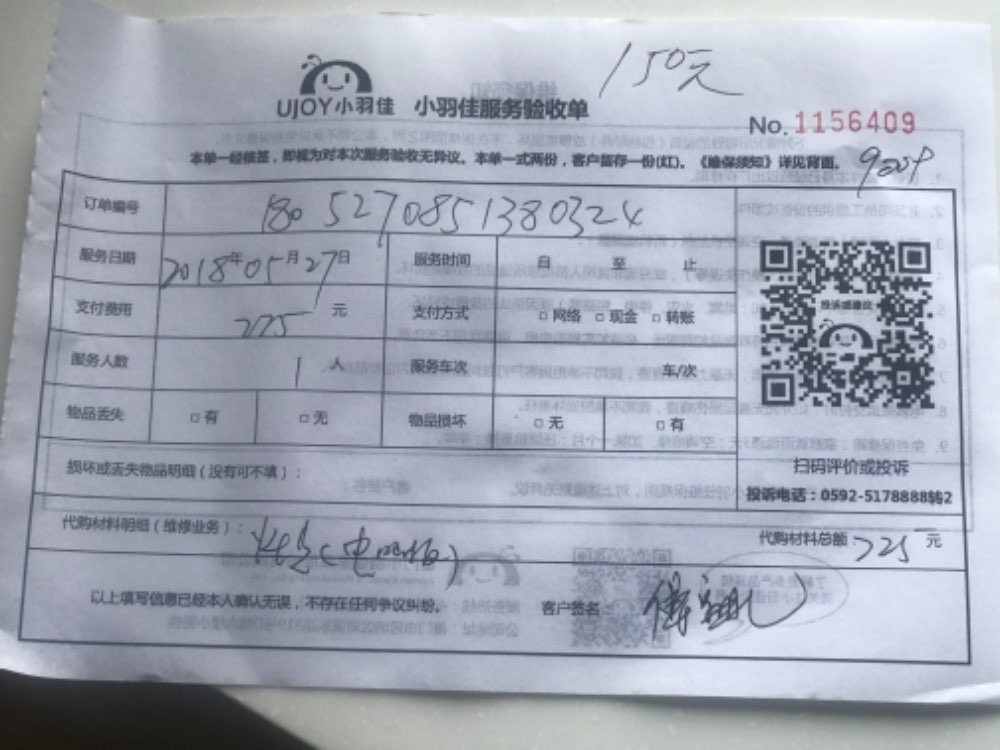 150元
UJOY小羽佳 小羽佳服务验收单
No. 1156409
本单一经核签，即视为对本次服务验收无异议。本单一式两份，客户留存一份(红)。《维保须知》详见背面。
订单编号 1805270851380324
服务日期 2018年05月27日 服务时间 自 至 止
支付费用 225 元 支付方式 □网络 □现金 □转账
服务人数 1 人 服务车次 车/次
物品丢失 □有 □无 物品损坏 □无 □有
投诉或建议
扫码评价或投诉
损坏或丢失物品明细（没有可不填）：
投诉电话：0592-5178888转2
代购材料明细（维修业务）： 代购材料总额 225 元
以上填写信息已经本人确认无误，不存在任何争议纠纷。 客户签名：